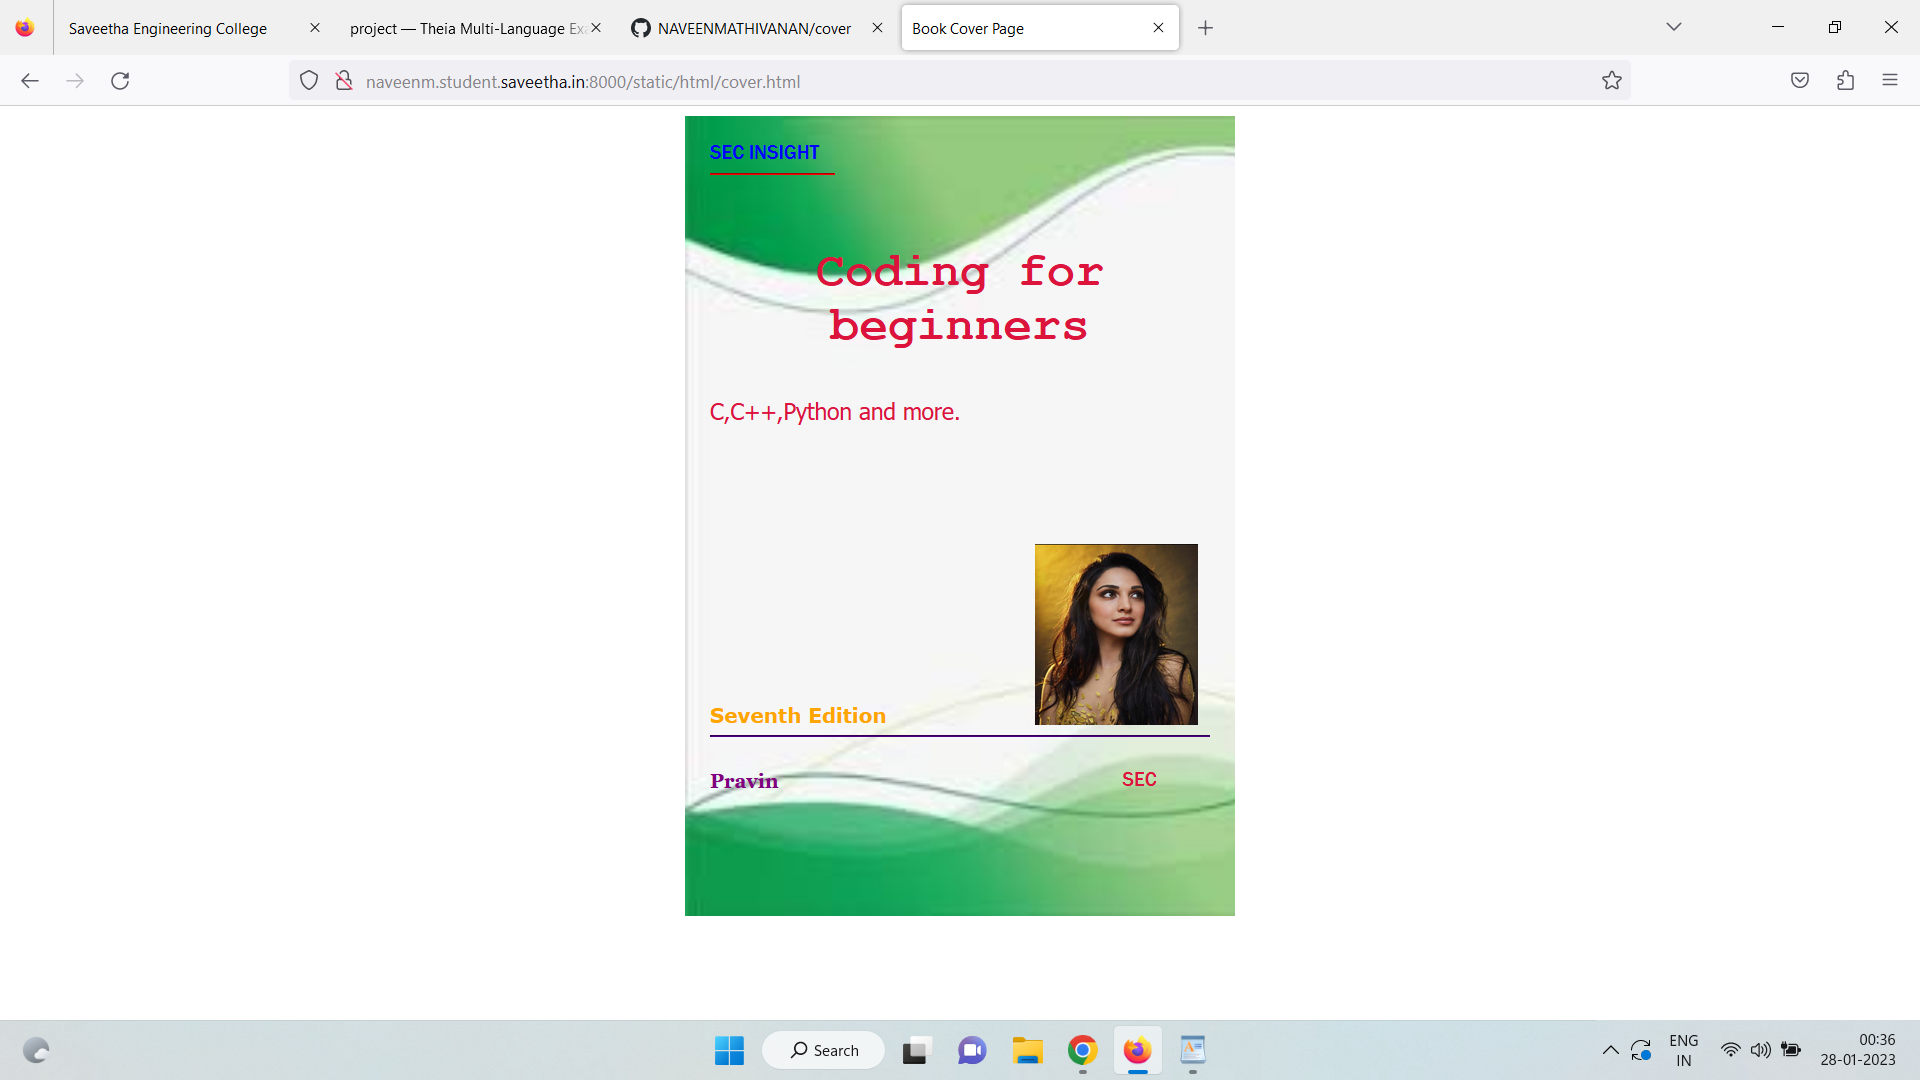 Saveetha Engineering College
project — Theia Multi-Language Exa
NAVEENMATHIVANAN/cover
Book Cover Page
naveenm.student.saveetha.in:8000/static/html/cover.html
SEC INSIGHT
Coding for
beginners
C,C++,Python and more.
Seventh Edition
Pravin
SEC
Search
ENG
IN
00:36
28-01-2023